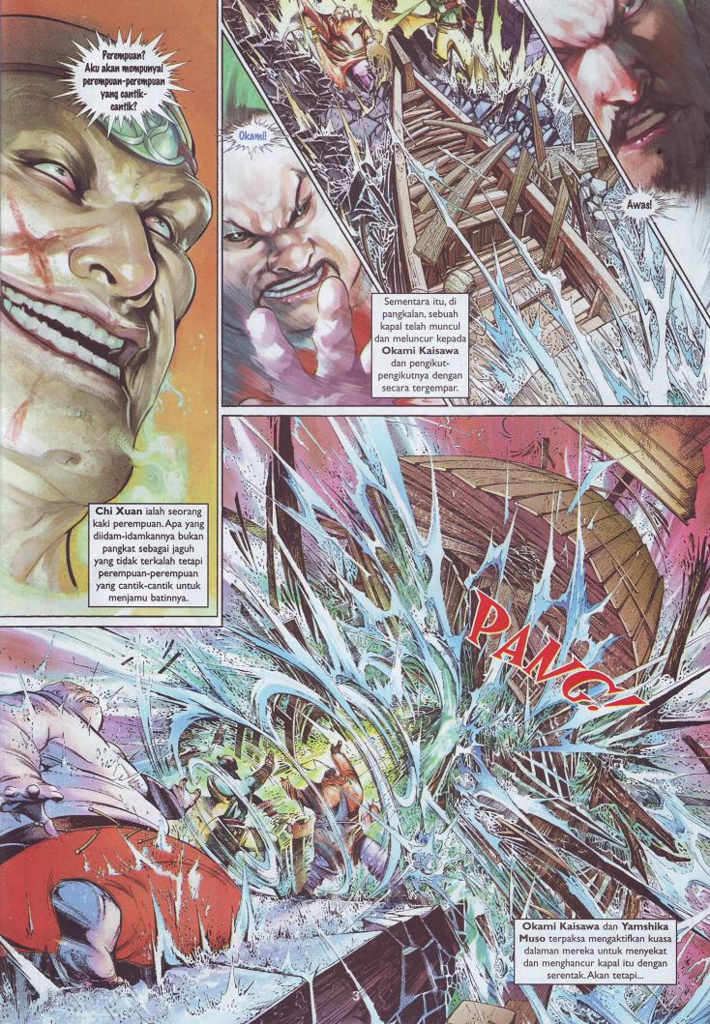 Perempuan?
Aku akan mempunyai
perempuan-perempuan
yang cantik-
cantik?
Okami!
Awas!
Sementara itu, di
pangkalan, sebuah
kapal telah muncul
dan meluncur kepada
Okami Kaisawa
dan pengikut-
pengikutnya dengan
secara tergempar.
Chi Xuan ialah seorang
kaki perempuan. Apa yang
diidam-idamkannya bukan
pangkat sebagai jaguh
yang tidak terkalah tetapi
perempuan-perempuan
yang cantik-cantik untuk
menjamu batinnya.
PANG!
Okami Kaisawa dan Yamshika
Muso terpaksa mengaktifkan kuasa
dalaman mereka untuk menyekat
dan menghancur kapal itu dengan
serentak. Akan tetapi...
3